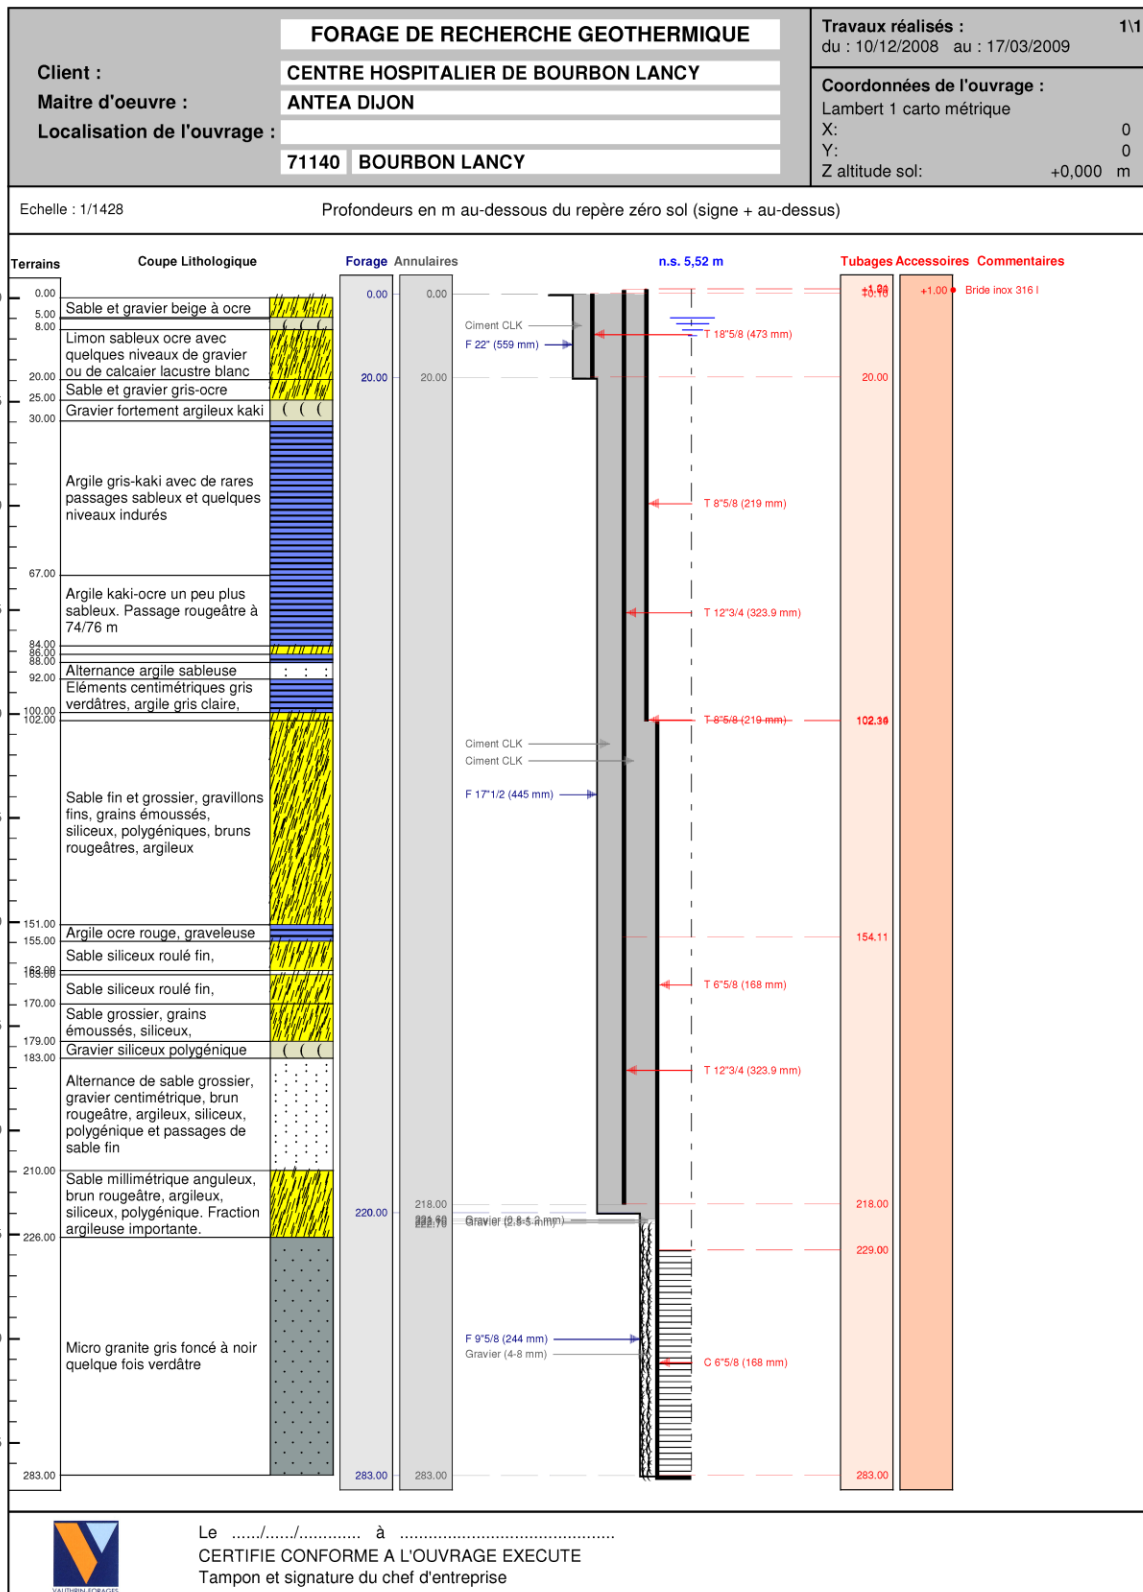 FORAGE DE RECHERCHE GEOTHERMIQUE
Client :
CENTRE HOSPITALIER DE BOURBON LANCY
Maitre d'oeuvre :
ANTEA DIJON
Localisation de l'ouvrage :
71140 BOURBON LANCY
Travaux réalisés : 1\1
du : 10/12/2008 au : 17/03/2009
Coordonnées de l'ouvrage :
Lambert 1 carto métrique
X: 0
Y: 0
Z altitude sol: +0,000 m
Echelle : 1/1428
Profondeurs en m au-dessous du repère zéro sol (signe + au-dessus)
Terrains
Coupe Lithologique
Forage
Annulaires
n.s. 5,52 m
Tubages
Accessoires
Commentaires
0.00
Sable et gravier beige à ocre
5.00
8.00
Limon sableux ocre avec
quelques niveaux de gravier
ou de calcaier lacustre blanc
20.00
Sable et gravier gris-ocre
25.00
Gravier fortement argileux kaki
30.00
Argile gris-kaki avec de rares
passages sableux et quelques
niveaux indurés
67.00
Argile kaki-ocre un peu plus
sableux. Passage rougeâtre à
74/76 m
84.00
86.00
88.00
Alternance argile sableuse
92.00
Eléments centimétriques gris
verdâtres, argile gris claire,
100.00
102.00
Sable fin et grossier, gravillons
fins, grains émoussés,
siliceux, polygéniques, bruns
rougeâtres, argileux
151.00
Argile ocre rouge, graveleuse
155.00
Sable siliceux roulé fin,
163.00
Sable siliceux roulé fin,
170.00
Sable grossier, grains
émoussés, siliceux,
179.00
Gravier siliceux polygénique
183.00
Alternance de sable grossier,
gravier centimétrique, brun
rougeâtre, argileux, siliceux,
polygénique et passages de
sable fin
210.00
Sable millimétrique anguleux,
brun rougeâtre, argileux,
siliceux, polygénique. Fraction
argileuse importante.
226.00
Micro granite gris foncé à noir
quelque fois verdâtre
283.00
0.00
20.00
220.00
283.00
0.00
20.00
218.00
283.00
Ciment CLK
F 22" (559 mm)
Ciment CLK
Ciment CLK
F 17"1/2 (445 mm)
F 9"5/8 (244 mm)
Gravier (4-8 mm)
T 18"5/8 (473 mm)
T 8"5/8 (219 mm)
T 12"3/4 (323.9 mm)
T 8"5/8 (219 mm)
T 6"5/8 (168 mm)
T 12"3/4 (323.9 mm)
C 6"5/8 (168 mm)
20.00
154.11
218.00
229.00
283.00
+1.00
Bride inox 316 l
VAUTHRIN-FORAGES
Le ....../....../............. à ..............................................
CERTIFIE CONFORME A L'OUVRAGE EXECUTE
Tampon et signature du chef d'entreprise